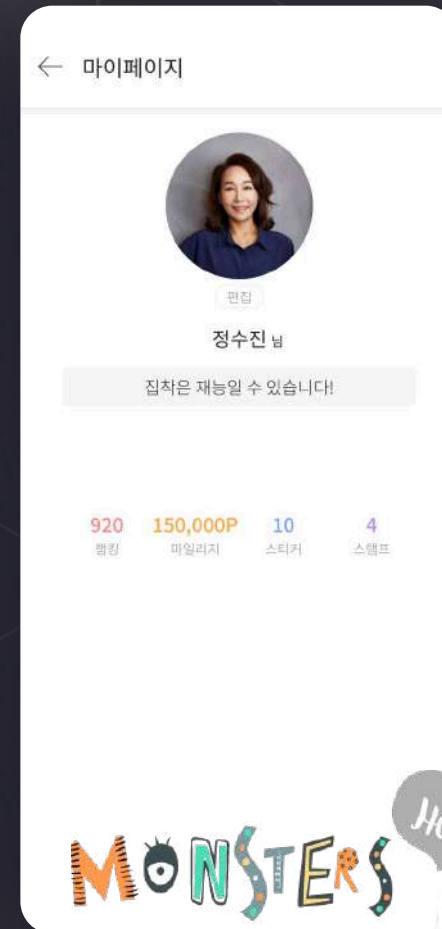 ← 마이페이지
편집
정수진 님
집착은 재능일 수 있습니다!
920 150,000P 10 4
랭킹 마일리지 스티커 스탬프
MONSTERS